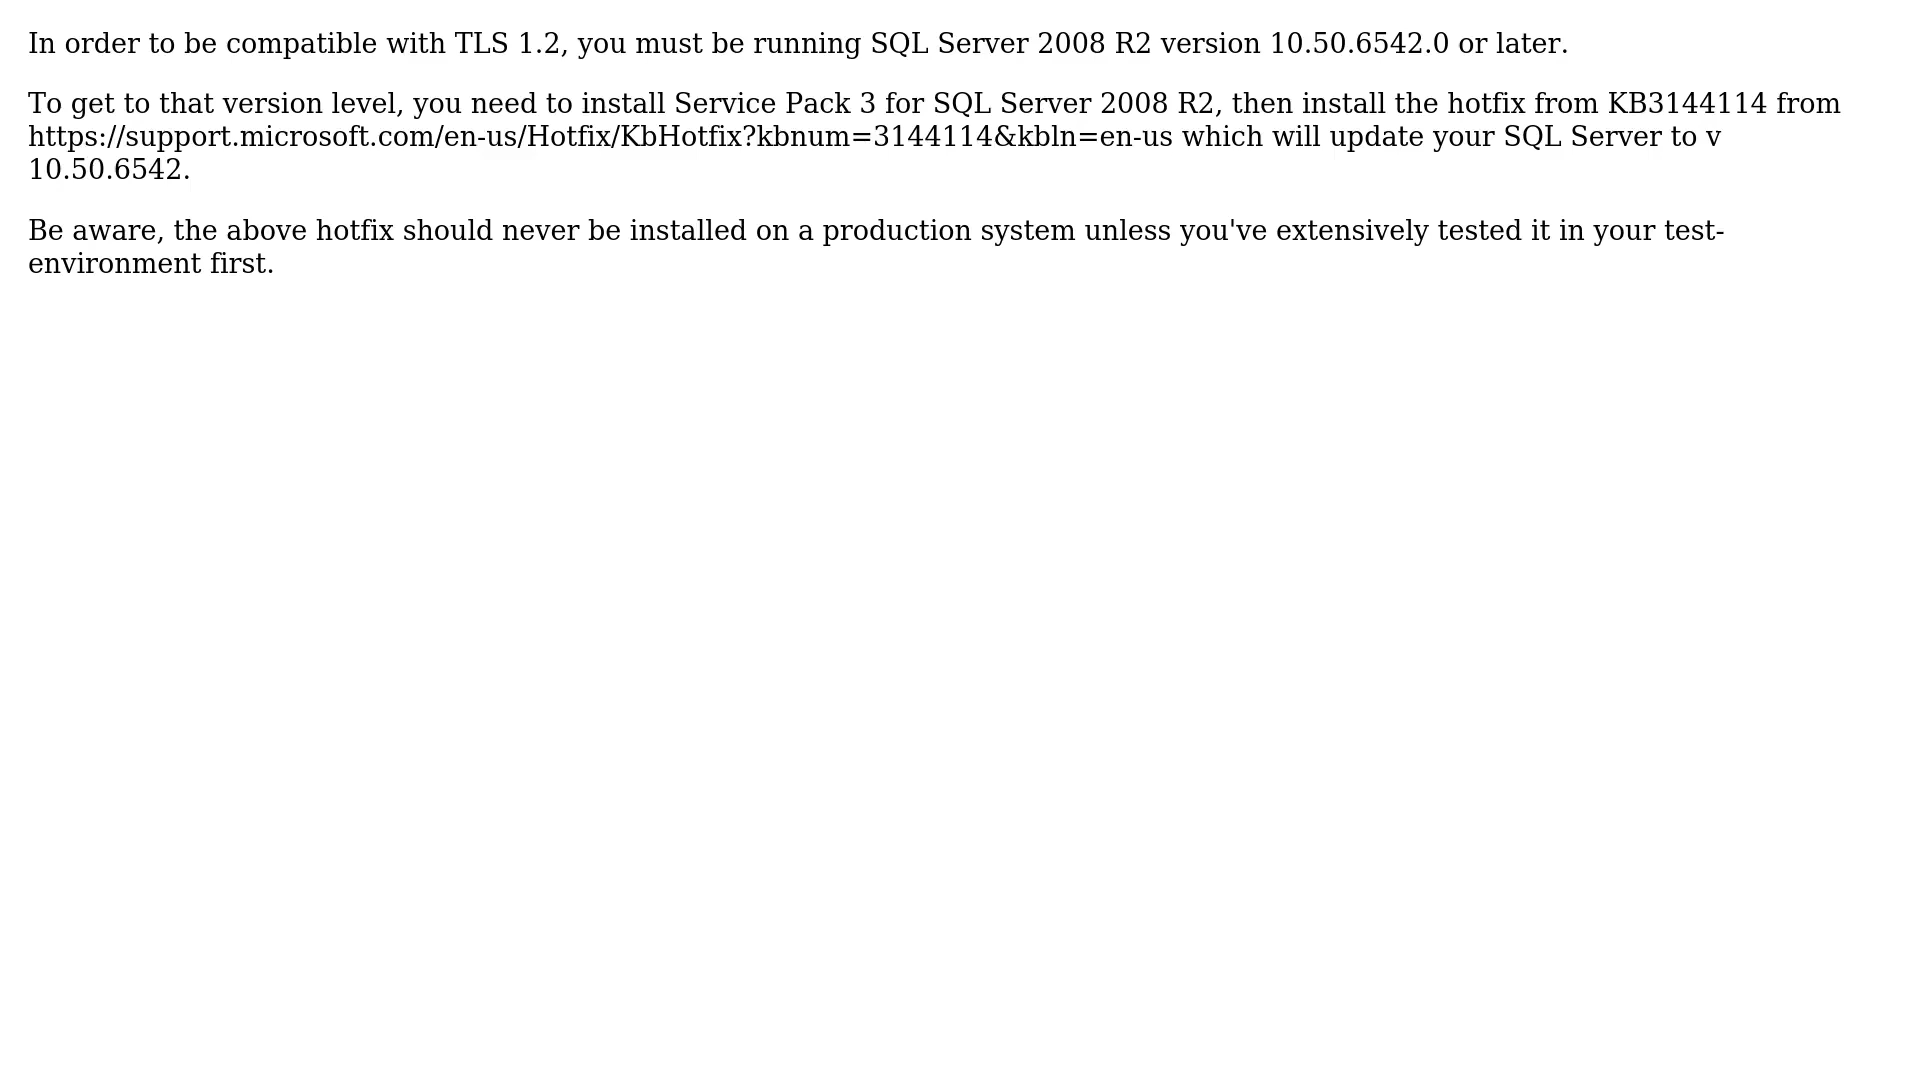 In order to be compatible with TLS 1.2, you must be running SQL Server 2008 R2 version 10.50.6542.0 or later.
To get to that version level, you need to install Service Pack 3 for SQL Server 2008 R2, then install the hotfix from KB3144114 from
https://support.microsoft.com/en-us/Hotfix/KbHotfix?kbnum=3144114&kbln=en-us which will update your SQL Server to v
10.50.6542.
Be aware, the above hotfix should never be installed on a production system unless you've extensively tested it in your test-
environment first.